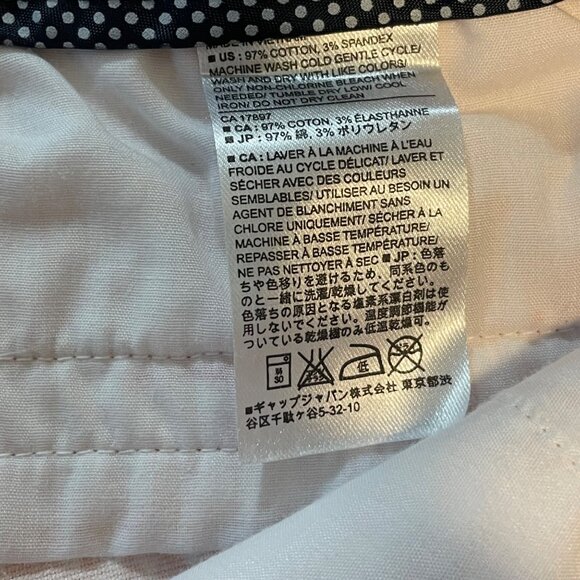 ■ US : 97% COTTON, 3% SPANDEX
MACHINE WASH COLD GENTLE CYCLE/
WASH AND DRY WITH LIKE COLORS/
ONLY NON-CHLORINE BLEACH WHEN
NEEDED/ TUMBLE DRY LOW/ COOL
IRON/ DO NOT DRY CLEAN
CA 17897
■ CA : 97% COTTON, 3% ÉLASTHANNE
■ JP : 97% 綿, 3% ポリウレタン
■ CA : LAVER À LA MACHINE À L'EAU
FROIDE AU CYCLE DÉLICAT/ LAVER ET
SÉCHER AVEC DES COULEURS
SEMBLABLES/ UTILISER AU BESOIN UN
AGENT DE BLANCHIMENT SANS
CHLORE UNIQUEMENT/ SÉCHER À LA
MACHINE À BASSE TEMPÉRATURE/
REPASSER À BASSE TEMPÉRATURE/
NE PAS NETTOYER À SEC ■ JP : 色落
ちや色移りを避けるため、同系色のも
のと一緒に洗濯/乾燥してください。
色落ちの原因となる塩素系漂白剤は使
用しないでください。温度調節機能が
ついている乾燥機のみ低温乾燥可。
弱 30 低
■ギャップジャパン株式会社 東京都渋
谷区千駄ヶ谷5-32-10